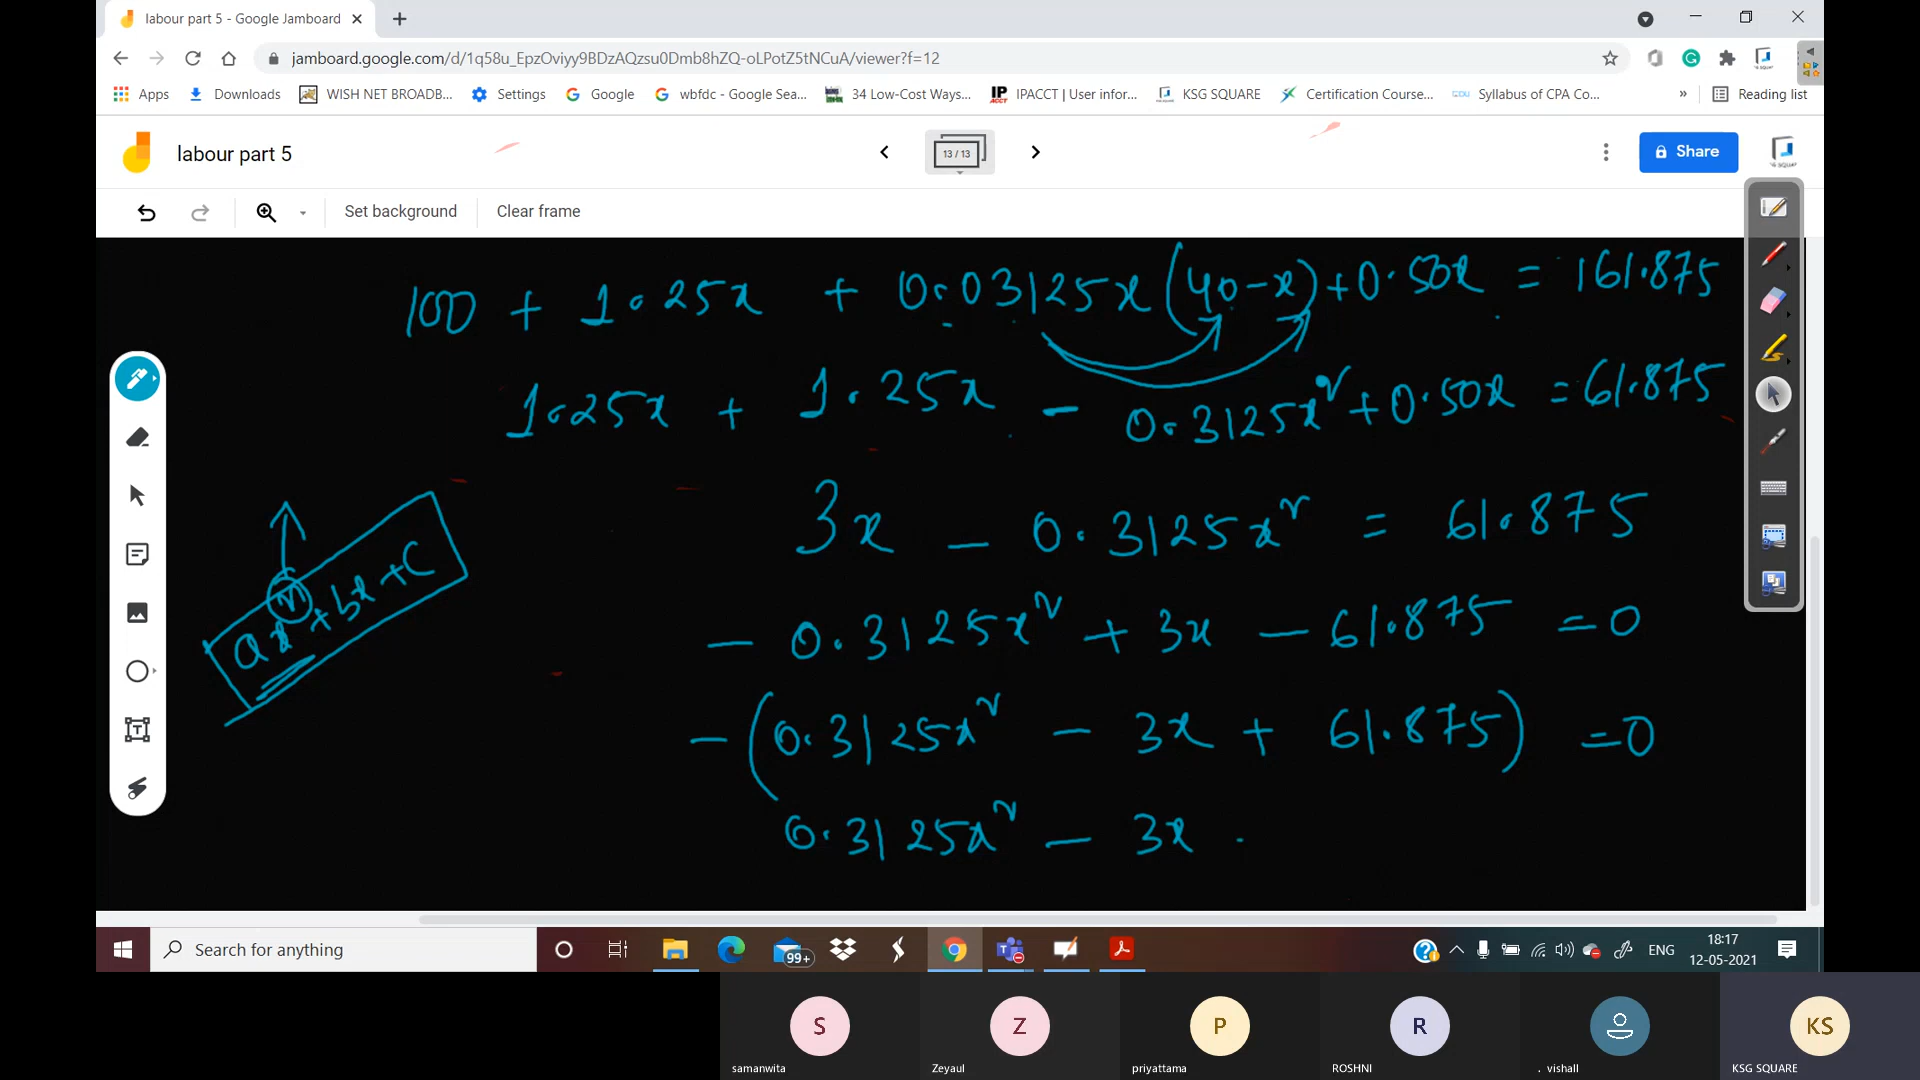 labour part 5 - Google Jamboard
jamboard.google.com/d/1q58u_EpzOviyy9BDzAQzsu0Dmb8hZQ-oLPotZ5tNCuA/viewer?f=12
Apps Downloads WISH NET BROADB... Settings Google wbfdc - Google Sea... 34 Low-Cost Ways... IPACCT | User infor... KSG SQUARE Certification Course... Syllabus of CPA Co... » Reading list
labour part 5 13 / 13 Share
Set background Clear frame
100 + 1.25x + 0.03125x (40-x) + 0.50x = 161.875
1.25x + 1.25x - 0.3125x² + 0.50x = 61.875
3x - 0.3125x² = 61.875
ax² + bx + c
- 0.3125x² + 3x - 61.875 = 0
- (0.3125x² - 3x + 61.875) = 0
0.3125x² - 3x
Search for anything
99+
ENG
18:17
12-05-2021
S Z P R KS
samanwita Zeyaul priyattama ROSHNI . vishall KSG SQUARE